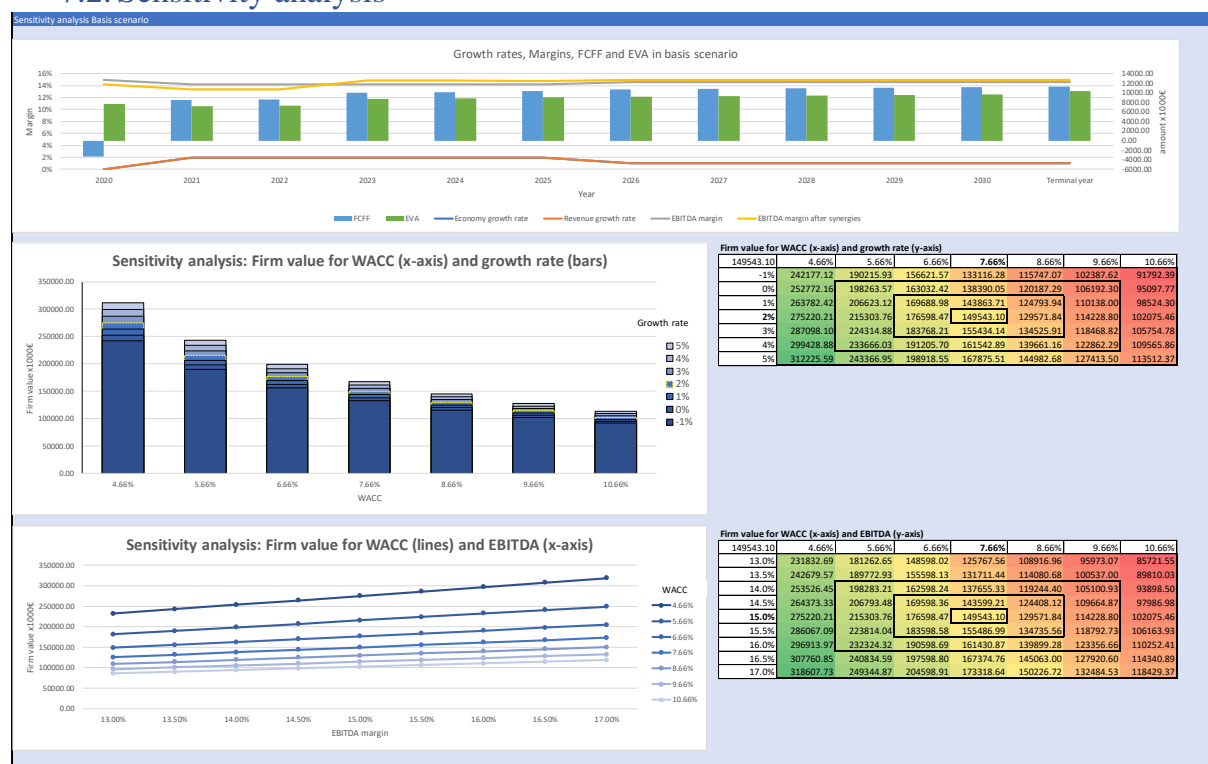 7.2. Sensitivity analysis
Sensitivity analysis Basis scenario
Growth rates, Margins, FCFF and EVA in basis scenario
Margin
16%
14%
12%
10%
8%
6%
4%
2%
0%
14000.00
12000.00
10000.00
8000.00
6000.00
4000.00
2000.00
0.00
-2000.00
-4000.00
-6000.00
amount x1000€
2020 2021 2022 2023 2024 2025 2026 2027 2028 2029 2030 Terminal year
Year
FCFF EVA Economy growth rate Revenue growth rate EBITDA margin EBITDA margin after synergies
Sensitivity analysis: Firm value for WACC (x-axis) and growth rate (bars)
Firm value x1000€
350000.00
300000.00
250000.00
200000.00
150000.00
100000.00
50000.00
0.00
4.66% 5.66% 6.66% 7.66% 8.66% 9.66% 10.66%
WACC
Growth rate
5%
4%
3%
2%
1%
0%
-1%
Firm value for WACC (x-axis) and growth rate (y-axis)
149543.10 4.66% 5.66% 6.66% 7.66% 8.66% 9.66% 10.66%
-1% 242177.12 190215.93 156621.57 133116.28 115747.07 102387.62 91792.39
0% 252772.16 198263.57 163032.42 138390.05 120187.29 106192.30 95097.77
1% 263782.42 206623.12 169688.98 143863.71 124793.94 110138.00 98524.30
2% 275220.21 215303.76 176598.47 149543.10 129571.84 114228.80 102075.46
3% 287098.10 224314.88 183768.21 155434.14 134525.91 118468.82 105754.78
4% 299428.88 233666.03 191205.70 161542.89 139661.16 122862.29 109565.86
5% 312225.59 243366.95 198918.55 167875.51 144982.68 127413.50 113512.37
Sensitivity analysis: Firm value for WACC (lines) and EBITDA (x-axis)
Firm value x1000€
350000.00
300000.00
250000.00
200000.00
150000.00
100000.00
50000.00
0.00
13.00% 13.50% 14.00% 14.50% 15.00% 15.50% 16.00% 16.50% 17.00%
EBITDA margin
WACC
4.66%
5.66%
6.66%
7.66%
8.66%
9.66%
10.66%
Firm value for WACC (x-axis) and EBITDA (y-axis)
149543.10 4.66% 5.66% 6.66% 7.66% 8.66% 9.66% 10.66%
13.0% 231832.69 181262.65 148598.02 125767.56 108916.96 95973.07 85721.55
13.5% 242679.57 189772.93 155598.13 131711.44 114080.68 100537.00 89810.03
14.0% 253526.45 198283.21 162598.24 137655.33 119244.40 105100.93 93898.50
14.5% 264373.33 206793.48 169598.36 143599.21 124408.12 109664.87 97986.98
15.0% 275220.21 215303.76 176598.47 149543.10 129571.84 114228.80 102075.46
15.5% 286067.09 223814.04 183598.58 155486.99 134735.56 118792.73 106163.93
16.0% 296913.97 232324.32 190598.69 161430.87 139899.28 123356.66 110252.41
16.5% 307760.85 240834.59 197598.80 167374.76 145063.00 127920.60 114340.89
17.0% 318607.73 249344.87 204598.91 173318.64 150226.72 132484.53 118429.37